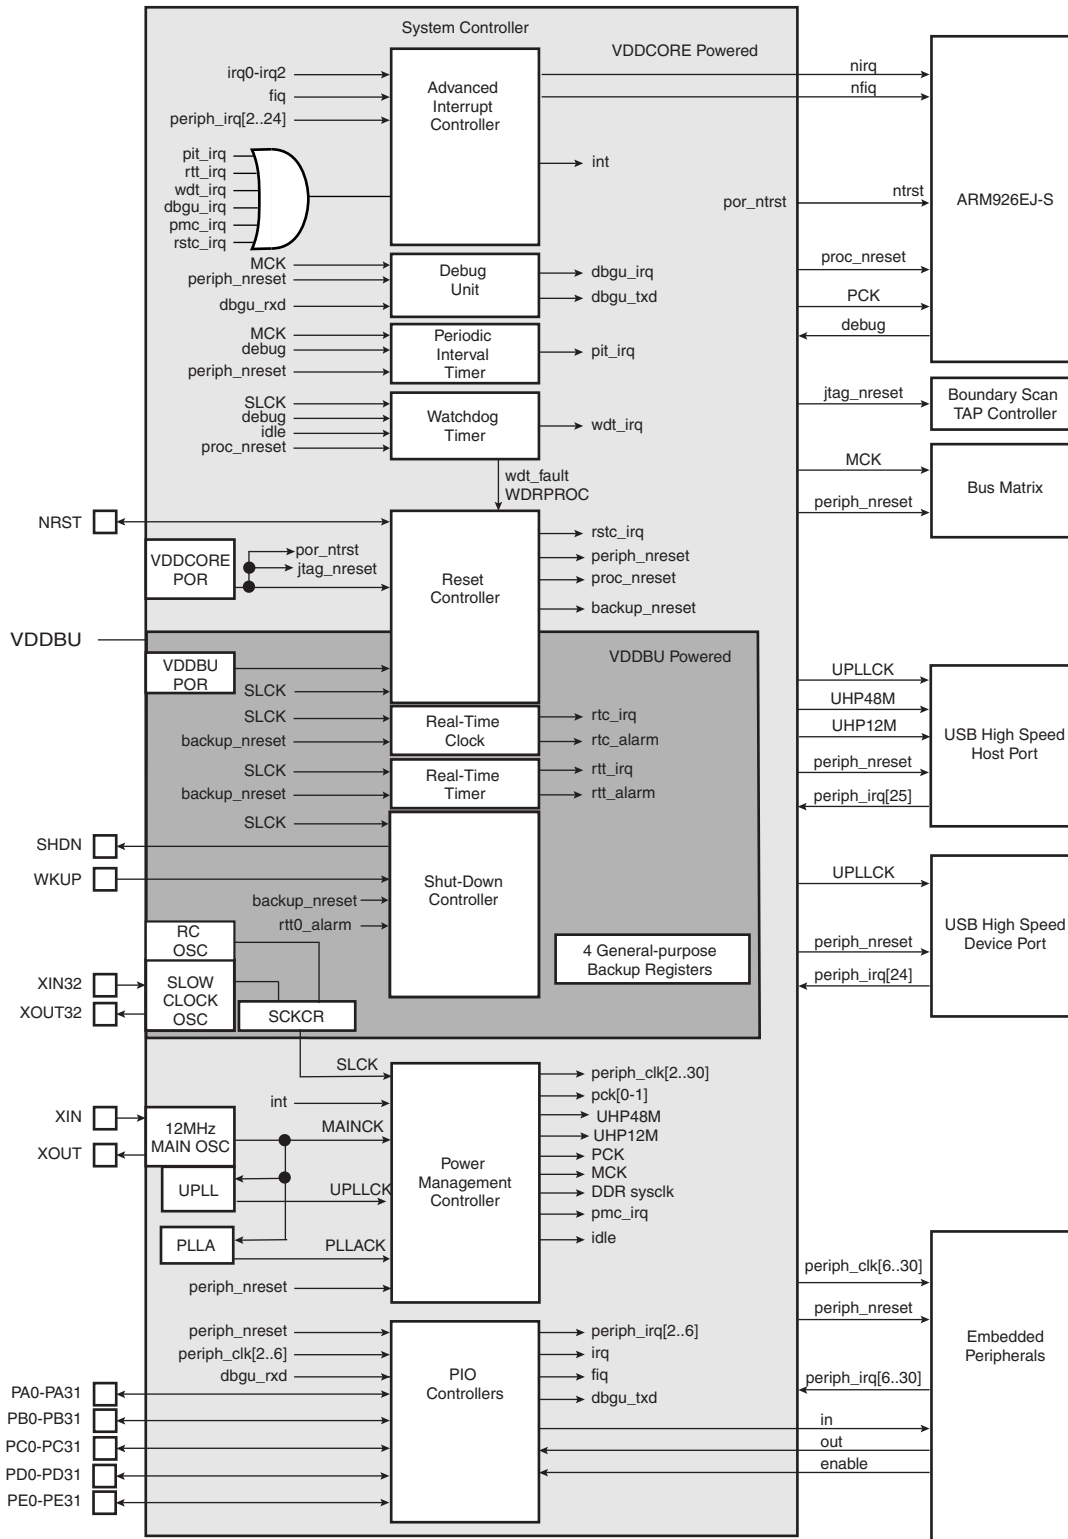 System Controller
VDDCORE Powered
irq0-irq2
fiq
periph_irq[2..24]
Advanced
Interrupt
Controller
nirq
nfiq
int
pit_irq
rtt_irq
wdt_irq
dbgu_irq
pmc_irq
rstc_irq
por_ntrst
ntrst
ARM926EJ-S
MCK
periph_nreset
dbgu_rxd
Debug
Unit
dbgu_irq
dbgu_txd
proc_nreset
PCK
debug
MCK
debug
periph_nreset
Periodic
Interval
Timer
pit_irq
SLCK
debug
idle
proc_nreset
Watchdog
Timer
wdt_irq
jtag_nreset
Boundary Scan
TAP Controller
wdt_fault
WDRPROC
MCK
periph_nreset
Bus Matrix
NRST
VDDCORE
POR
por_ntrst
jtag_nreset
Reset
Controller
rstc_irq
periph_nreset
proc_nreset
backup_nreset
VDDBU
VDDBU Powered
VDDBU
POR
SLCK
SLCK
backup_nreset
Real-Time
Clock
rtc_irq
rtc_alarm
SLCK
backup_nreset
Real-Time
Timer
rtt_irq
rtt_alarm
UPLLCK
UHP48M
UHP12M
periph_nreset
periph_irq[25]
USB High Speed
Host Port
SLCK
SHDN
WKUP
backup_nreset
rtt0_alarm
Shut-Down
Controller
4 General-purpose
Backup Registers
UPLLCK
periph_nreset
periph_irq[24]
USB High Speed
Device Port
RC
OSC
XIN32
XOUT32
SLOW
CLOCK
OSC
SCKCR
SLCK
int
XIN
XOUT
12MHz
MAIN OSC
MAINCK
UPLL
UPLLCK
PLLA
PLLACK
periph_nreset
Power
Management
Controller
periph_clk[2..30]
pck[0-1]
UHP48M
UHP12M
PCK
MCK
DDR sysclk
pmc_irq
idle
periph_clk[6..30]
periph_nreset
periph_irq[6..30]
in
out
enable
Embedded
Peripherals
periph_nreset
periph_clk[2..6]
dbgu_rxd
PA0-PA31
PB0-PB31
PC0-PC31
PD0-PD31
PE0-PE31
PIO
Controllers
periph_irq[2..6]
irq
fiq
dbgu_txd